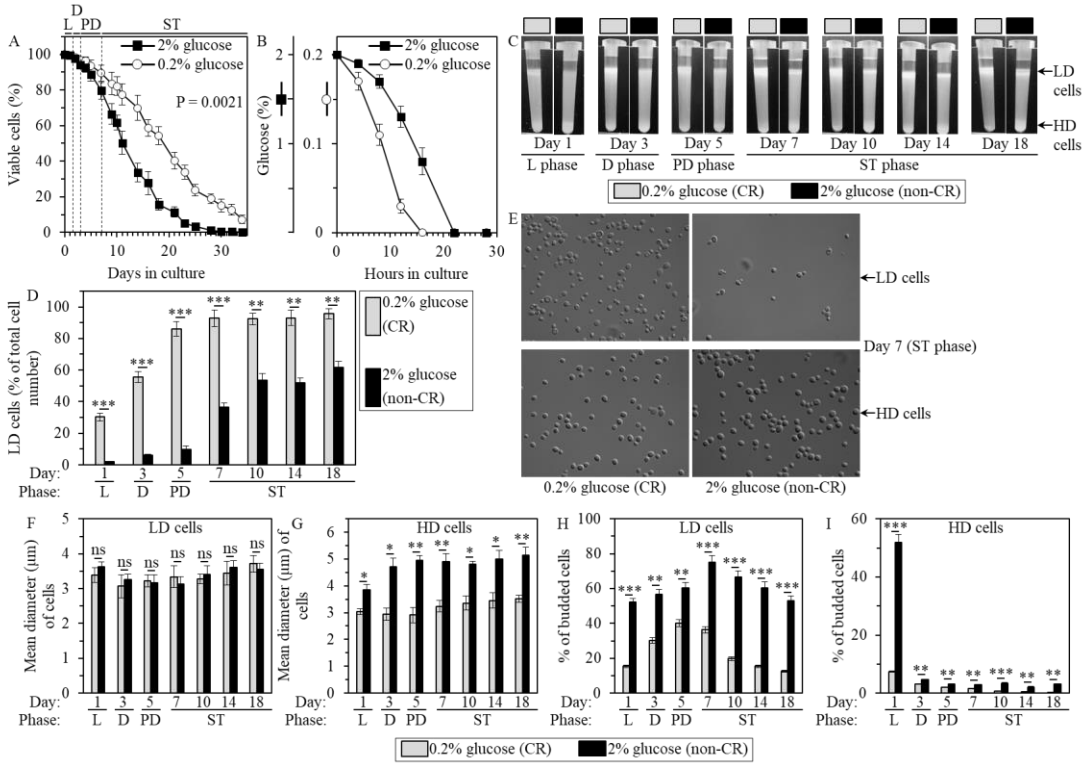 D
L PD ST
A
2% glucose
0.2% glucose
P = 0.0021
Viable cells (%)
100
80
60
40
20
0
0 10 20 30
Days in culture
B
2% glucose
0.2% glucose
Glucose (%)
2
1
0
0.2
0.1
0
0 10 20 30
Hours in culture
C
LD
cells
HD
cells
Day 1 Day 3 Day 5 Day 7 Day 10 Day 14 Day 18
L phase D phase PD phase ST phase
0.2% glucose (CR) 2% glucose (non-CR)
D
LD cells (% of total cell
number)
100
80
60
40
20
0
*** *** *** *** ** ** **
0.2% glucose
(CR)
2% glucose
(non-CR)
Day: 1 3 5 7 10 14 18
Phase: L D PD ST
E
LD cells
Day 7 (ST phase)
HD cells
0.2% glucose (CR) 2% glucose (non-CR)
F
LD cells
Mean diameter (µm)
of cells
5
4
3
2
1
0
ns ns ns ns ns ns ns
Day: 1 3 5 7 10 14 18
Phase: L D PD ST
G
HD cells
Mean diameter (µm) of
cells
6
5
4
3
2
1
0
* * ** ** * * **
Day: 1 3 5 7 10 14 18
Phase: L D PD ST
H
LD cells
% of budded cells
100
80
60
40
20
0
*** ** ** *** *** *** ***
Day: 1 3 5 7 10 14 18
Phase: L D PD ST
I
HD cells
% of budded cells
60
40
20
0
*** ** ** ** *** ** **
Day: 1 3 5 7 10 14 18
Phase: L D PD ST
0.2% glucose (CR) 2% glucose (non-CR)